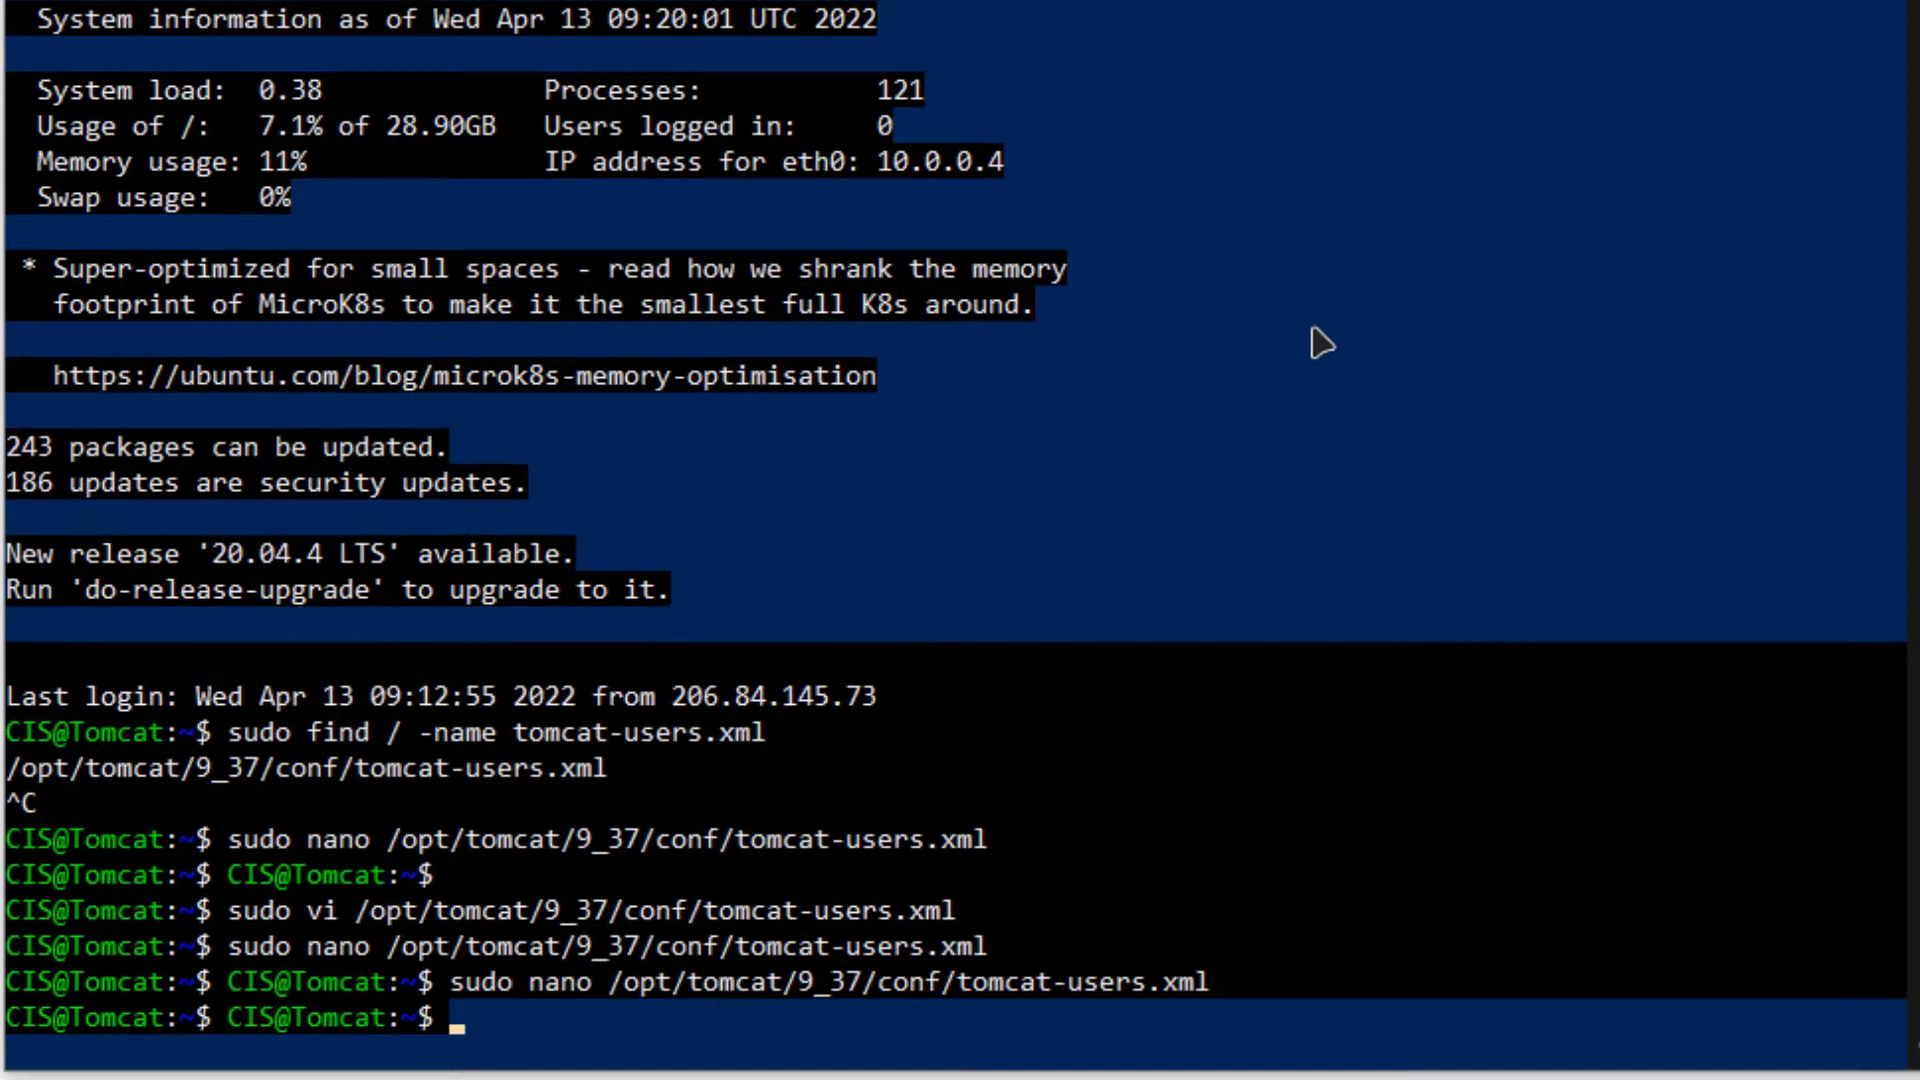 System information as of Wed Apr 13 09:20:01 UTC 2022
System load:  0.38              Processes:           121
Usage of /:   7.1% of 28.90GB   Users logged in:     0
Memory usage: 11%               IP address for eth0: 10.0.0.4
Swap usage:   0%
* Super-optimized for small spaces - read how we shrank the memory
footprint of MicroK8s to make it the smallest full K8s around.
https://ubuntu.com/blog/microk8s-memory-optimisation
243 packages can be updated.
186 updates are security updates.
New release '20.04.4 LTS' available.
Run 'do-release-upgrade' to upgrade to it.
Last login: Wed Apr 13 09:12:55 2022 from 206.84.145.73
CIS@Tomcat:~$ sudo find / -name tomcat-users.xml
/opt/tomcat/9_37/conf/tomcat-users.xml
^C
CIS@Tomcat:~$ sudo nano /opt/tomcat/9_37/conf/tomcat-users.xml
CIS@Tomcat:~$ CIS@Tomcat:~$
CIS@Tomcat:~$ sudo vi /opt/tomcat/9_37/conf/tomcat-users.xml
CIS@Tomcat:~$ sudo nano /opt/tomcat/9_37/conf/tomcat-users.xml
CIS@Tomcat:~$ CIS@Tomcat:~$ sudo nano /opt/tomcat/9_37/conf/tomcat-users.xml
CIS@Tomcat:~$ CIS@Tomcat:~$